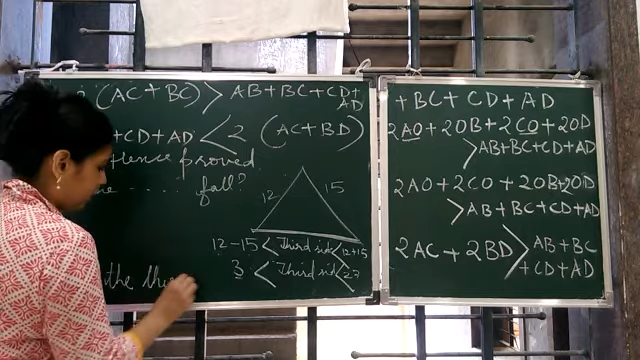 (AC + BC) > AB + BC + CD +
AD
+ CD + AD < 2 (AC + BD)
Hence proved
. . . . . fall?
12 15
12 - 15 < Third side < 12 + 15
3 < Third side < 27
the
+ BC + CD + AD
2AO + 2OB + 2CO + 2OD
> AB + BC + CD + AD
2AO + 2CO + 2OB + 2OD
> AB + BC + CD + AD
2AC + 2BD > AB + BC
+ CD + AD